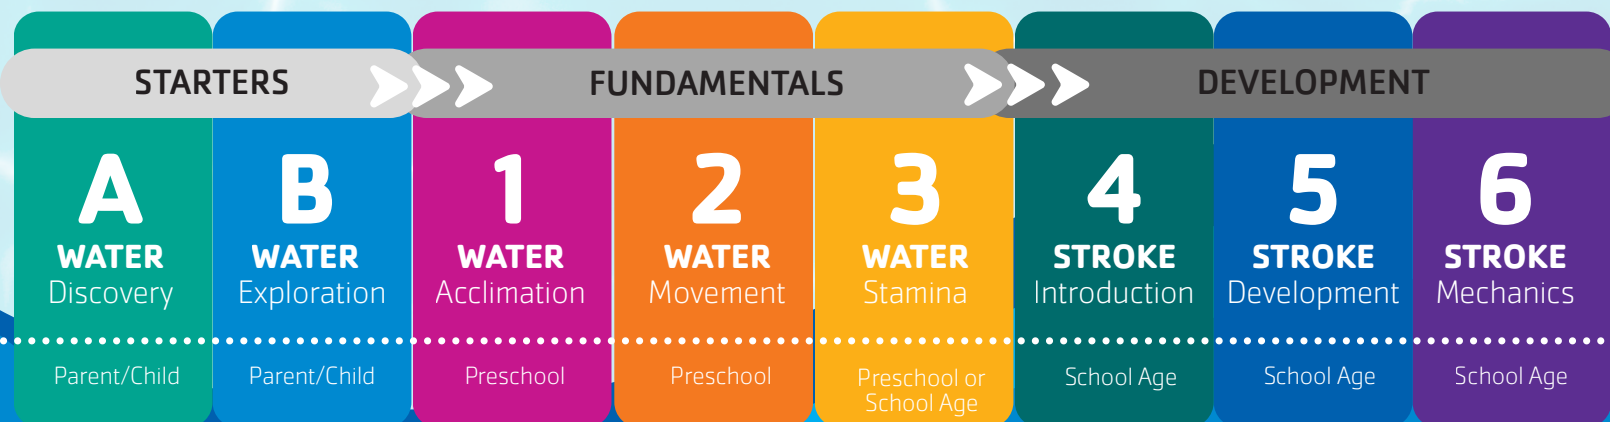 STARTERS
FUNDAMENTALS
DEVELOPMENT
A
WATER
Discovery
Parent/Child
B
WATER
Exploration
Parent/Child
1
WATER
Acclimation
Preschool
2
WATER
Movement
Preschool
3
WATER
Stamina
Preschool or
School Age
4
STROKE
Introduction
School Age
5
STROKE
Development
School Age
6
STROKE
Mechanics
School Age